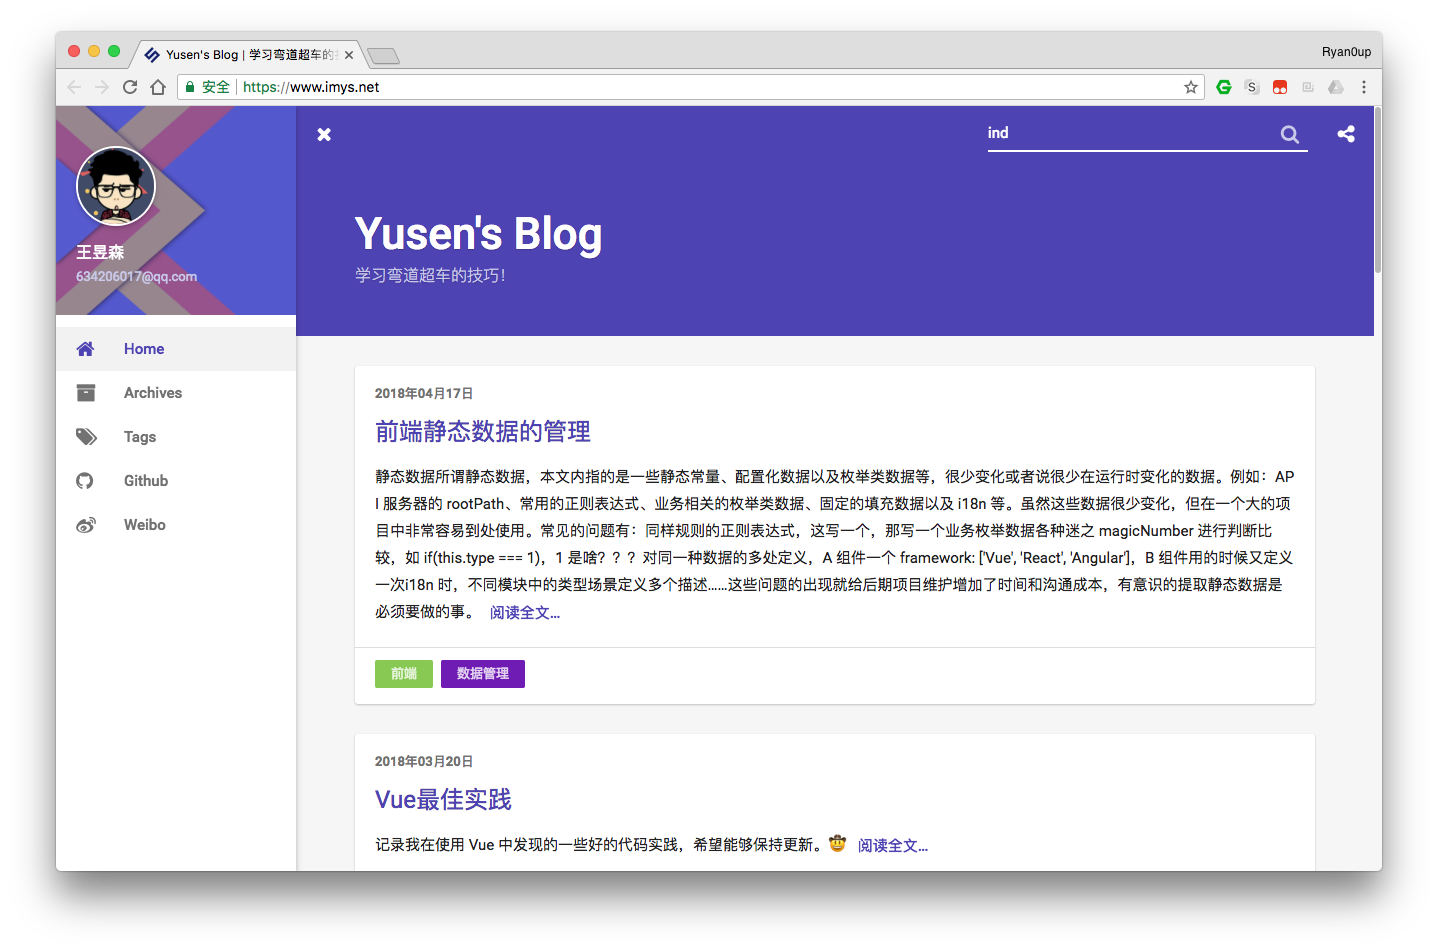 Yusen's Blog | 学习弯道超车的
Ryan0up
安全
https://www.imys.net
ind
王昱森
634206017@qq.com
Home
Archives
Tags
Github
Weibo
Yusen's Blog
学习弯道超车的技巧!
2018年04月17日
前端静态数据的管理
静态数据所谓静态数据，本文内指的是一些静态常量、配置化数据以及枚举类数据等，很少变化或者说很少在运行时变化的数据。例如：AP
I 服务器的 rootPath、常用的正则表达式、业务相关的枚举类数据、固定的填充数据以及 i18n 等。虽然这些数据很少变化，但在一个大的项
目中非常容易到处使用。常见的问题有：同样规则的正则表达式，这写一个，那写一个业务枚举数据各种迷之 magicNumber 进行判断比
较，如 if(this.type === 1)，1 是啥？？？对同一种数据的多处定义，A 组件一个 framework: ['Vue', 'React', 'Angular']，B 组件用的时候又定义
一次i18n 时，不同模块中的类型场景定义多个描述……这些问题的出现就给后期项目维护增加了时间和沟通成本，有意识的提取静态数据是
必须要做的事。 阅读全文…
前端
数据管理
2018年03月20日
Vue最佳实践
记录我在使用 Vue 中发现的一些好的代码实践，希望能够保持更新。🤠 阅读全文…